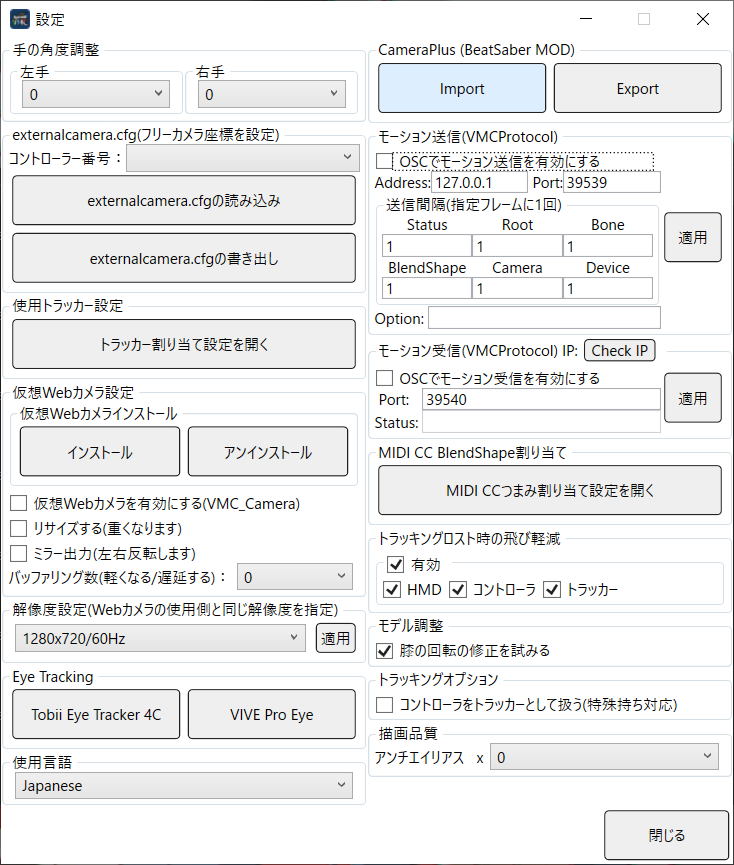 設定
手の角度調整
左手
右手
0
0
externalcamera.cfg(フリーカメラ座標を設定)
コントローラー番号：
externalcamera.cfgの読み込み
externalcamera.cfgの書き出し
使用トラッカー設定
トラッカー割り当て設定を開く
仮想Webカメラ設定
仮想Webカメラインストール
インストール
アンインストール
仮想Webカメラを有効にする(VMC_Camera)
リサイズする(重くなります)
ミラー出力(左右反転します)
バッファリング数(軽くなる/遅延する)：
0
解像度設定(Webカメラの使用側と同じ解像度を指定)
1280x720/60Hz
適用
Eye Tracking
Tobii Eye Tracker 4C
VIVE Pro Eye
使用言語
Japanese
CameraPlus (BeatSaber MOD)
Import
Export
モーション送信(VMCProtocol)
OSCでモーション送信を有効にする
Address:
127.0.0.1
Port:
39539
送信間隔(指定フレームに1回)
Status Root Bone
1 1 1
BlendShape Camera Device
1 1 1
適用
Option:
モーション受信(VMCProtocol) IP:
Check IP
OSCでモーション受信を有効にする
Port:
39540
Status:
適用
MIDI CC BlendShape割り当て
MIDI CCつまみ割り当て設定を開く
トラッキングロスト時の飛び軽減
有効
HMD コントローラ トラッカー
モデル調整
膝の回転の修正を試みる
トラッキングオプション
コントローラをトラッカーとして扱う(特殊持ち対応)
描画品質
アンチエイリアス x
0
閉じる